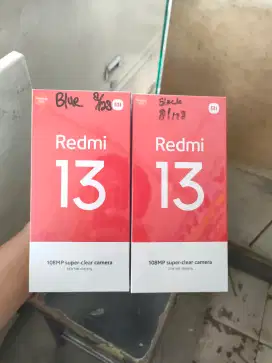 Blue 8/128
mi
Redmi
13
108MP super-clear camera
Black
8/128
mi
Redmi
13
108MP super-clear camera